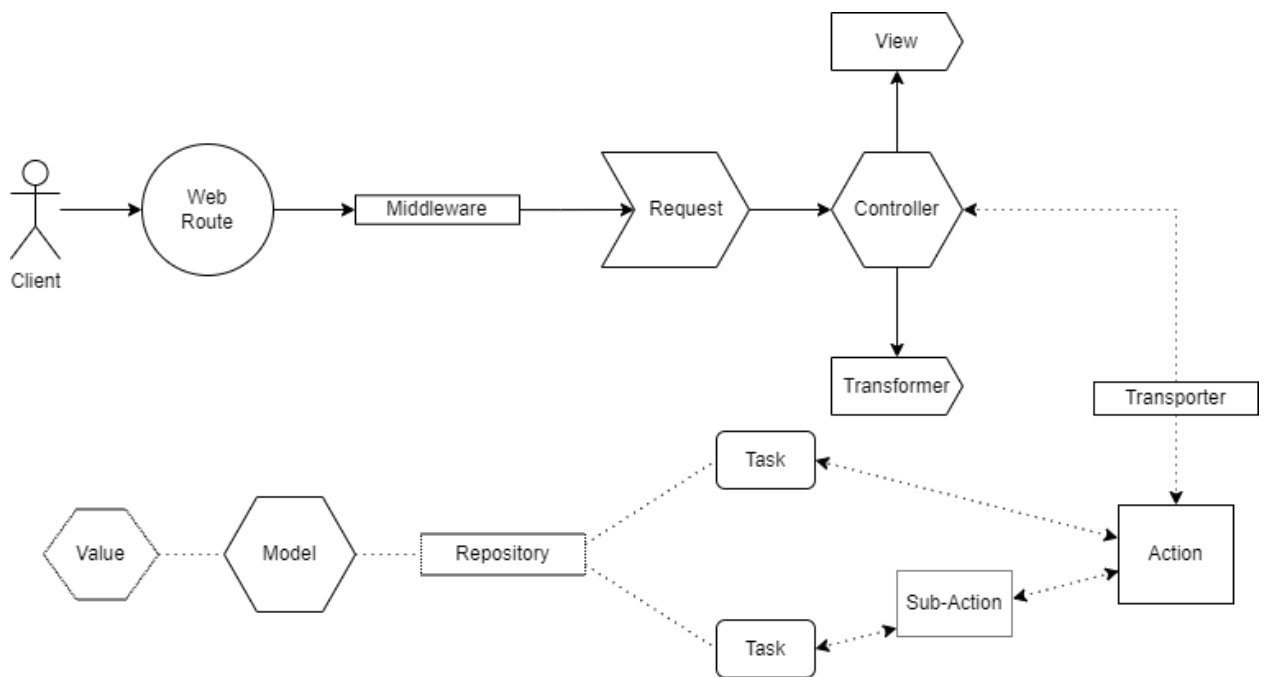 View
Web
Route
Middleware
Request
Controller
Client
Transformer
Transporter
Task
Value
Model
Repository
Action
Sub-Action
Task